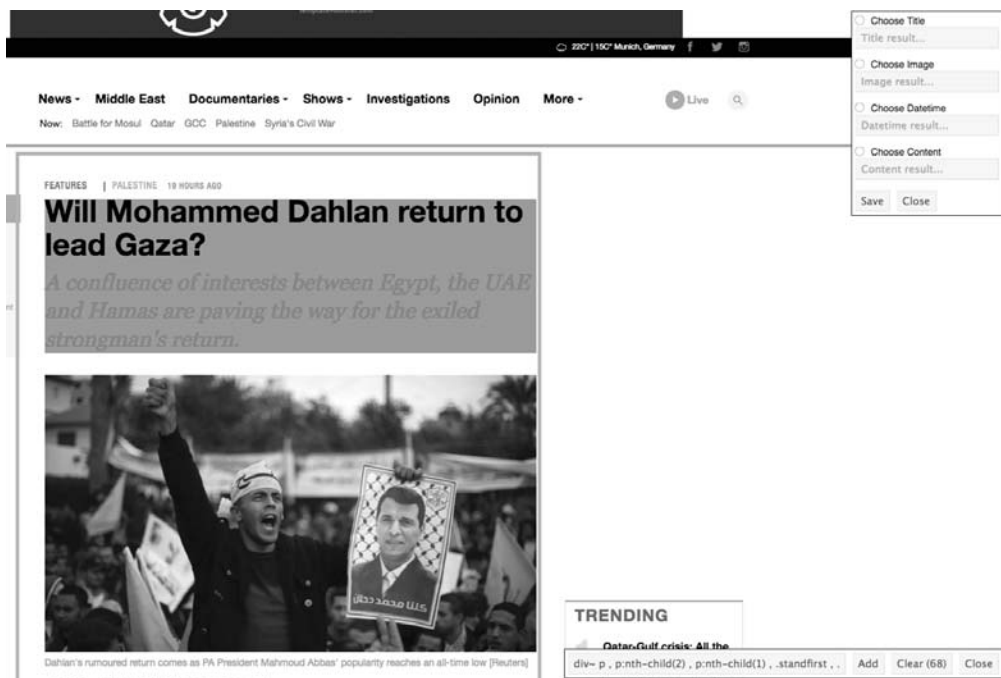 22C° | 15C° Munich, Germany
News Middle East Documentaries Shows Investigations Opinion More Live
Now: Battle for Mosul Qatar GCC Palestine Syria's Civil War
FEATURES | PALESTINE 19 HOURS AGO
Will Mohammed Dahlan return to
lead Gaza?
A confluence of interests between Egypt, the UAE
and Hamas are paving the way for the exiled
strongman's return.
كلنا محمد دحلان
Dahlan's rumoured return comes as PA President Mahmoud Abbas' popularity reaches an all-time low [Reuters]
Choose Title
Title result...
Choose Image
Image result...
Choose Datetime
Datetime result...
Choose Content
Content result...
Save Close
TRENDING
Qatar-Gulf crisis: All the
div~ p , p:nth-child(2) , p:nth-child(1) , .standfirst , . Add Clear (68) Close